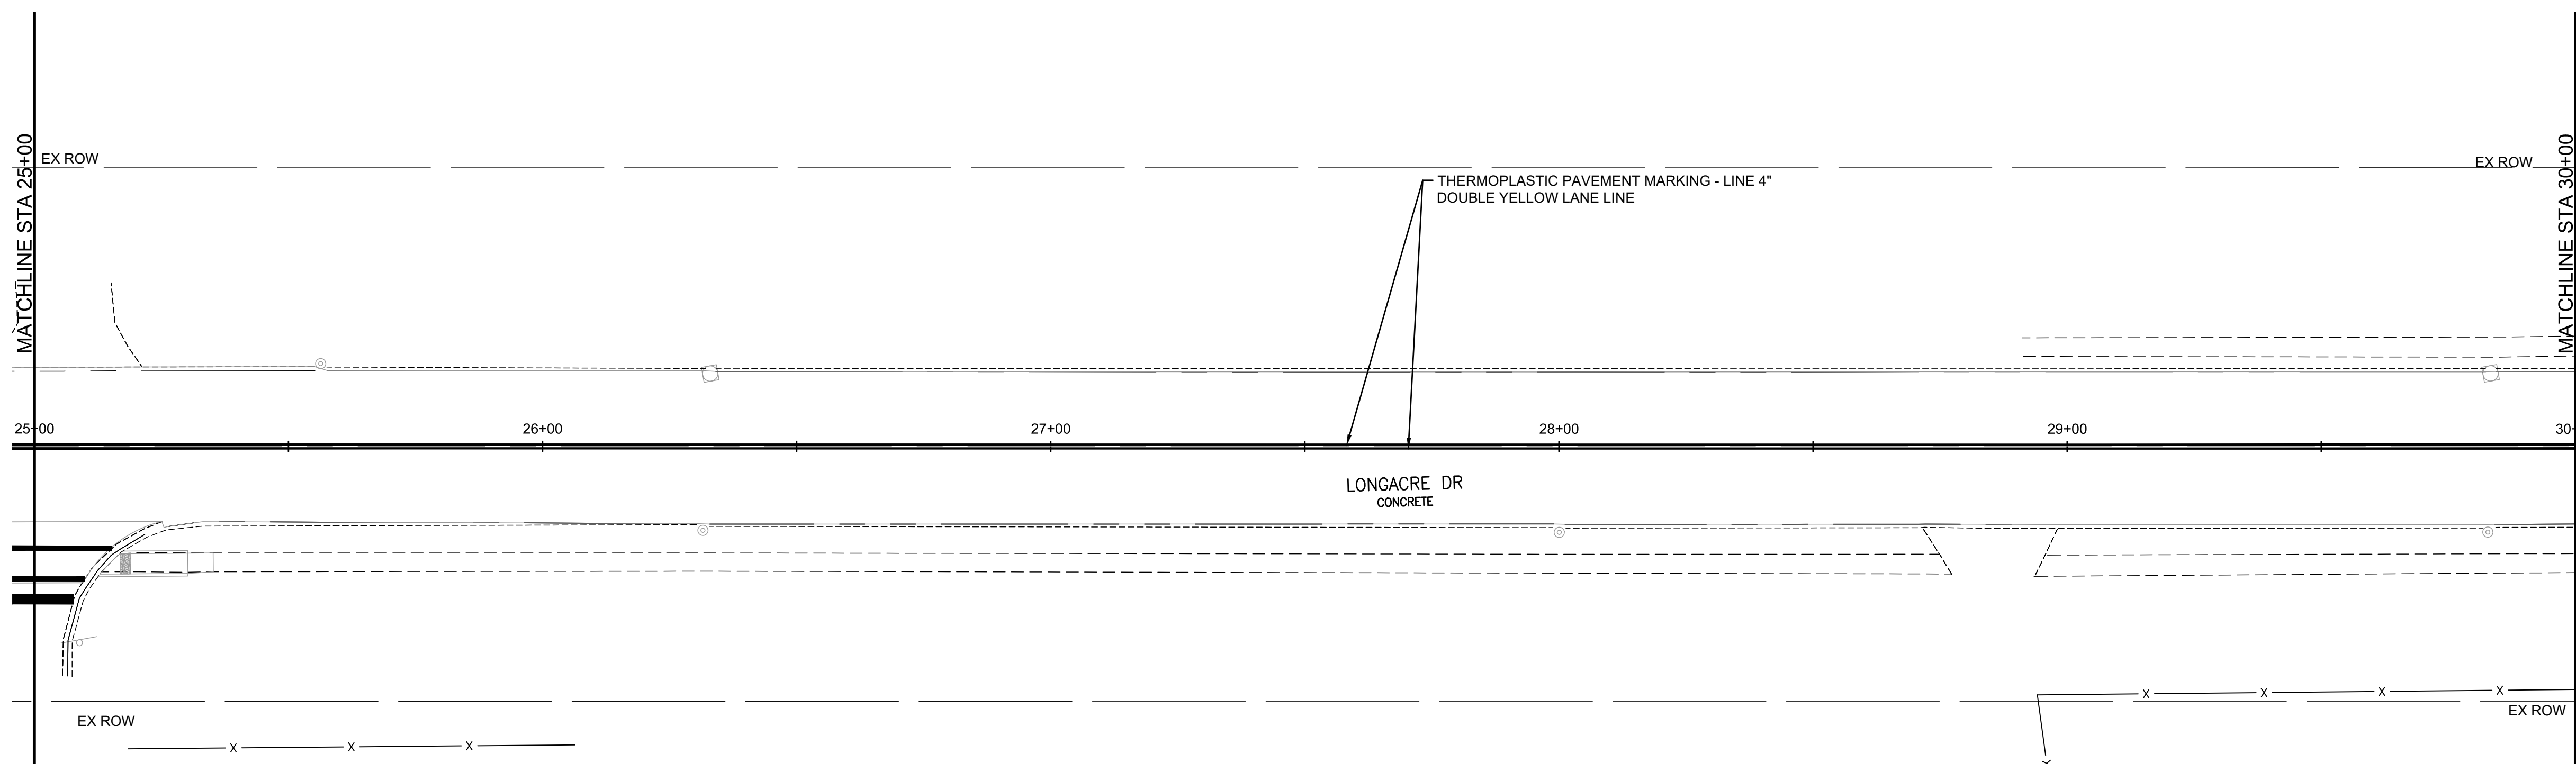 MATCHLINE STA 25+00
EX ROW
EX ROW
MATCHLINE STA 30+00
THERMOPLASTIC PAVEMENT MARKING - LINE 4"
DOUBLE YELLOW LANE LINE
25+00
26+00
27+00
28+00
29+00
30+
LONGACRE DR
CONCRETE
X X X X
EX ROW
EX ROW
X X X